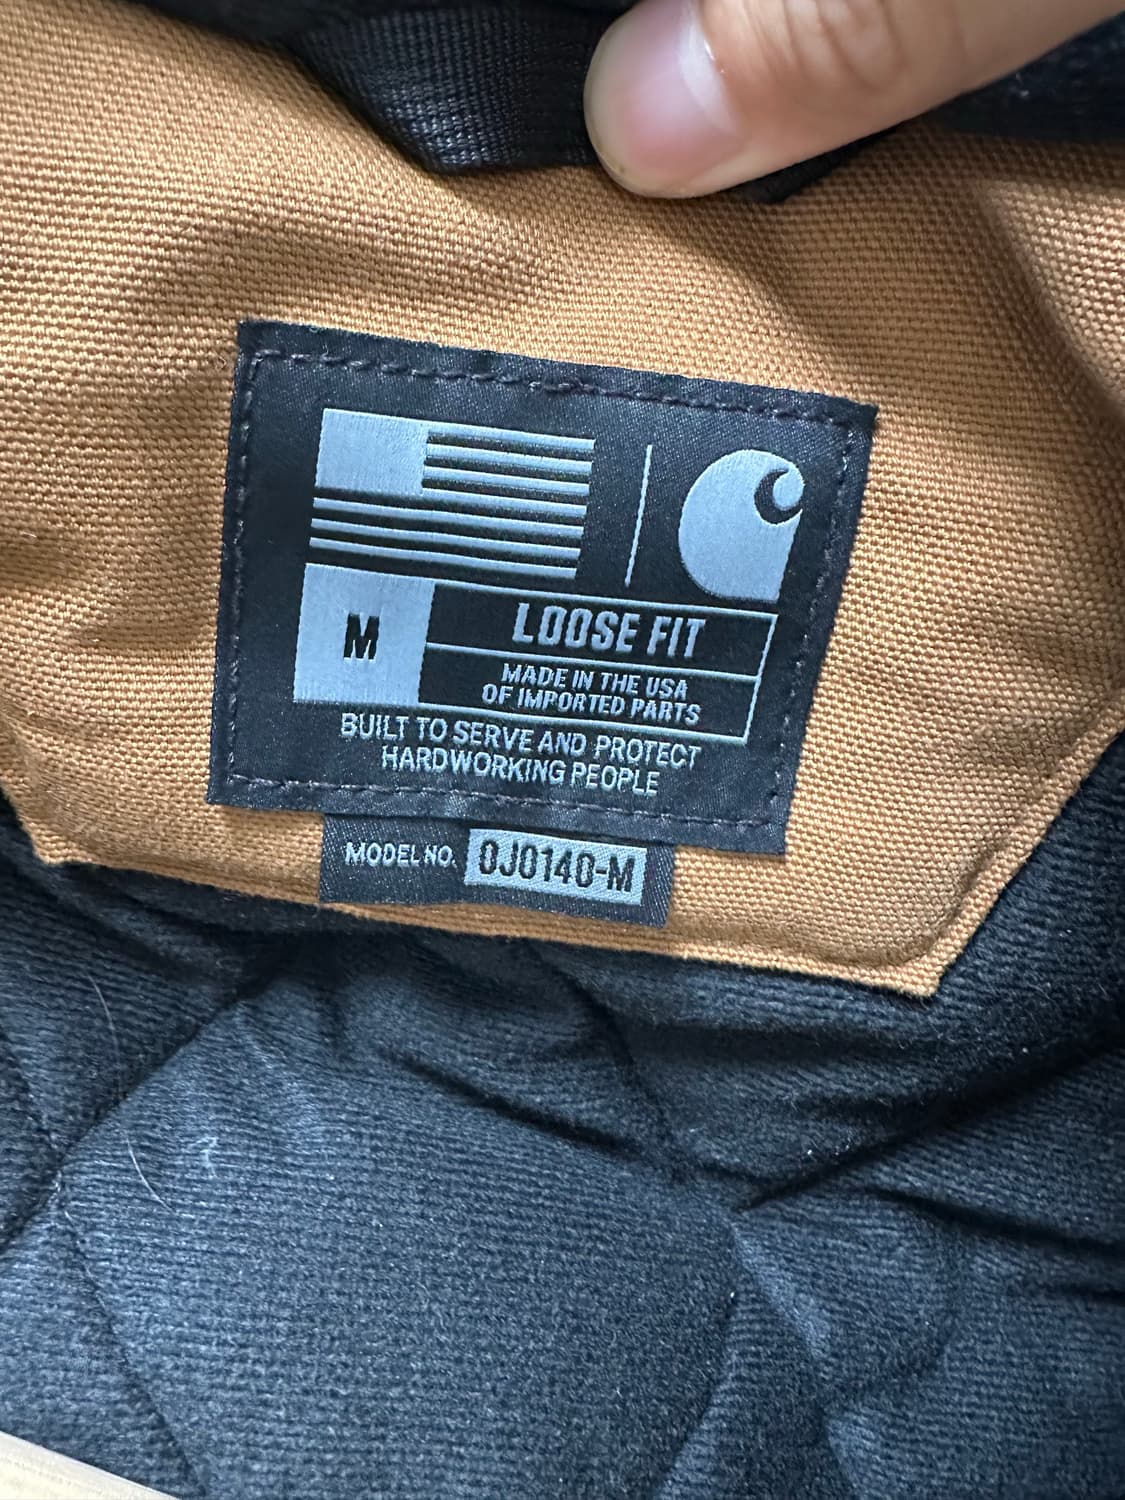 M
LOOSE FIT
MADE IN THE USA
OF IMPORTED PARTS
BUILT TO SERVE AND PROTECT
HARDWORKING PEOPLE
MODEL NO. 0J0140-M